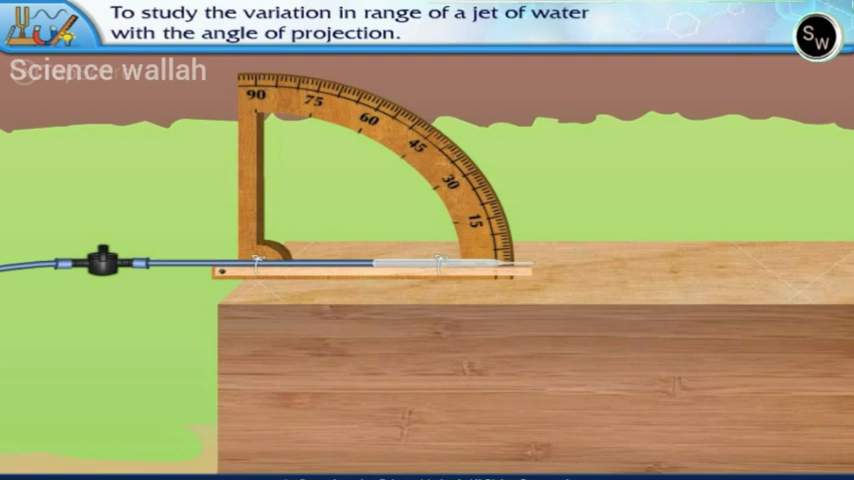 To study the variation in range of a jet of water
with the angle of projection.
SW
Science wallah
90
75
60
45
30
15